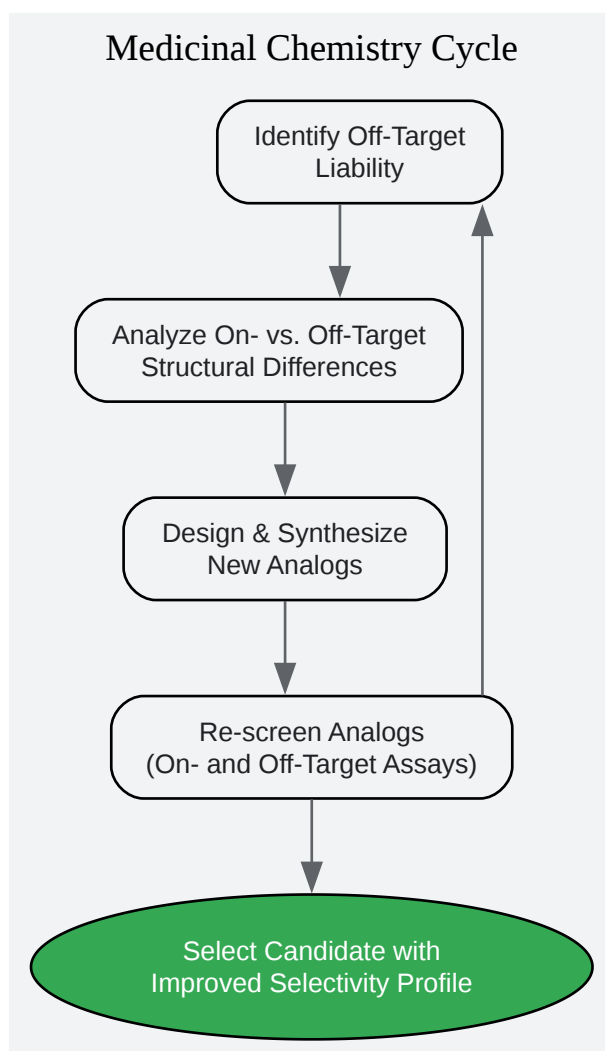 Medicinal Chemistry Cycle
Identify Off-Target
Liability
Analyze On- vs. Off-Target
Structural Differences
Design & Synthesize
New Analogs
Re-screen Analogs
(On- and Off-Target Assays)
Select Candidate with
Improved Selectivity Profile